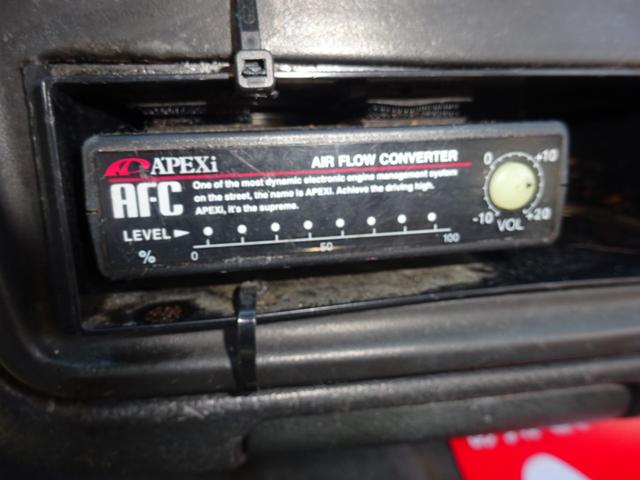 APEXi AIR FLOW CONVERTER
AFC One of the most dynamic electronic engine management system
on the street, the name is APEXi. Achieve the driving high.
APEXi, it's the supreme.
0 +10
-10 +20
VOL
LEVEL
% 0 50 100